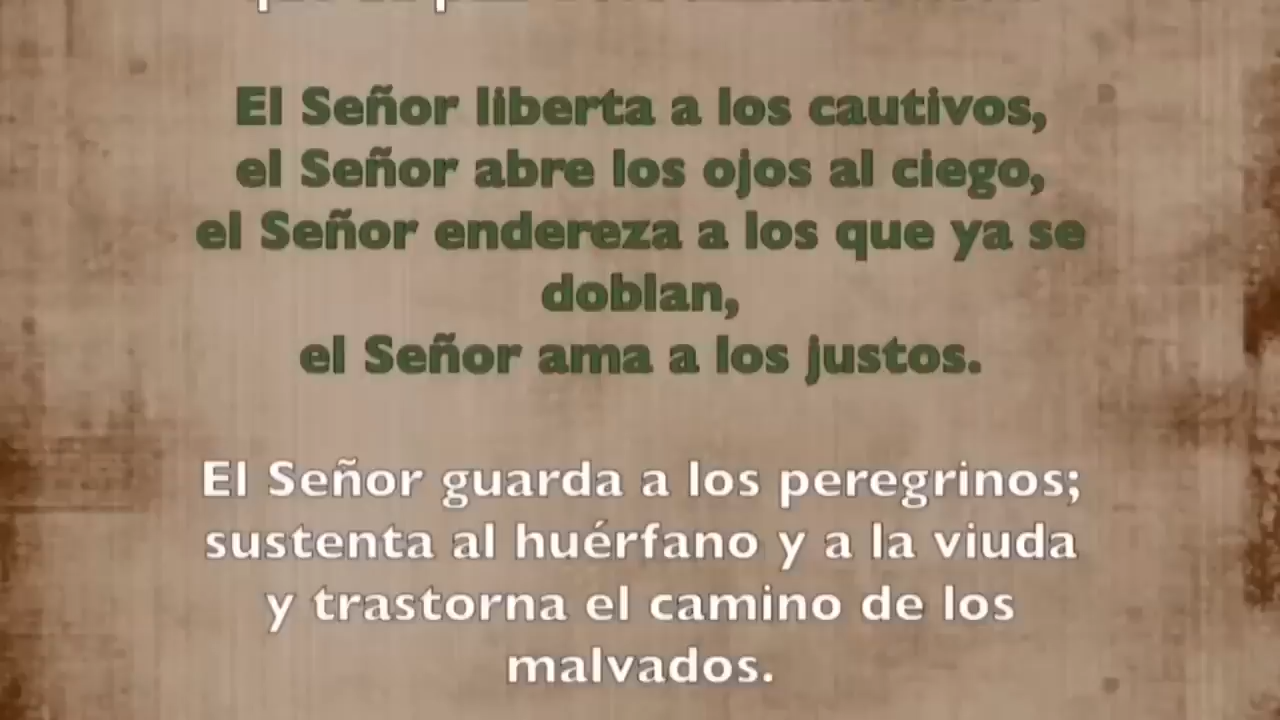 El Señor liberta a los cautivos,
el Señor abre los ojos al ciego,
el Señor endereza a los que ya se
doblan,
el Señor ama a los justos.
El Señor guarda a los peregrinos;
sustenta al huérfano y a la viuda
y trastorna el camino de los
malvados.